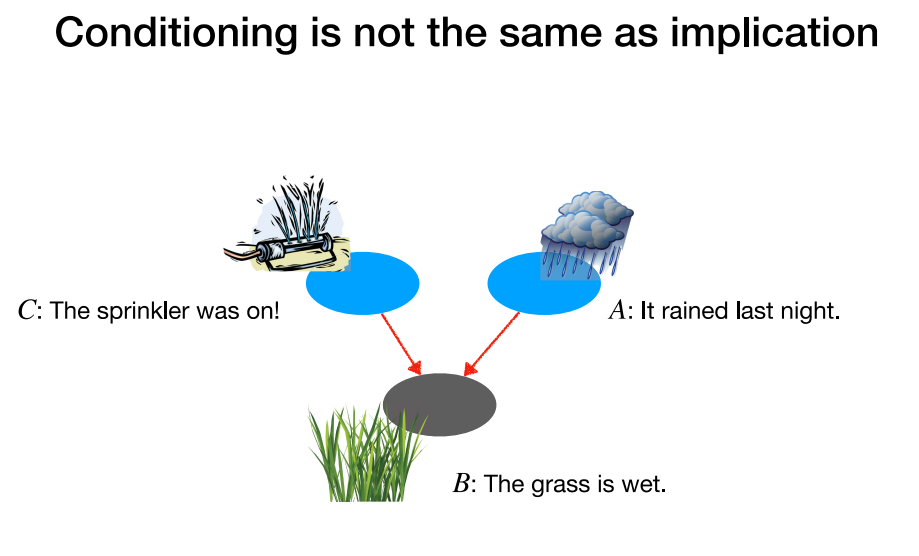 Conditioning is not the same as implication
C: The sprinkler was on!
A: It rained last night.
B: The grass is wet.